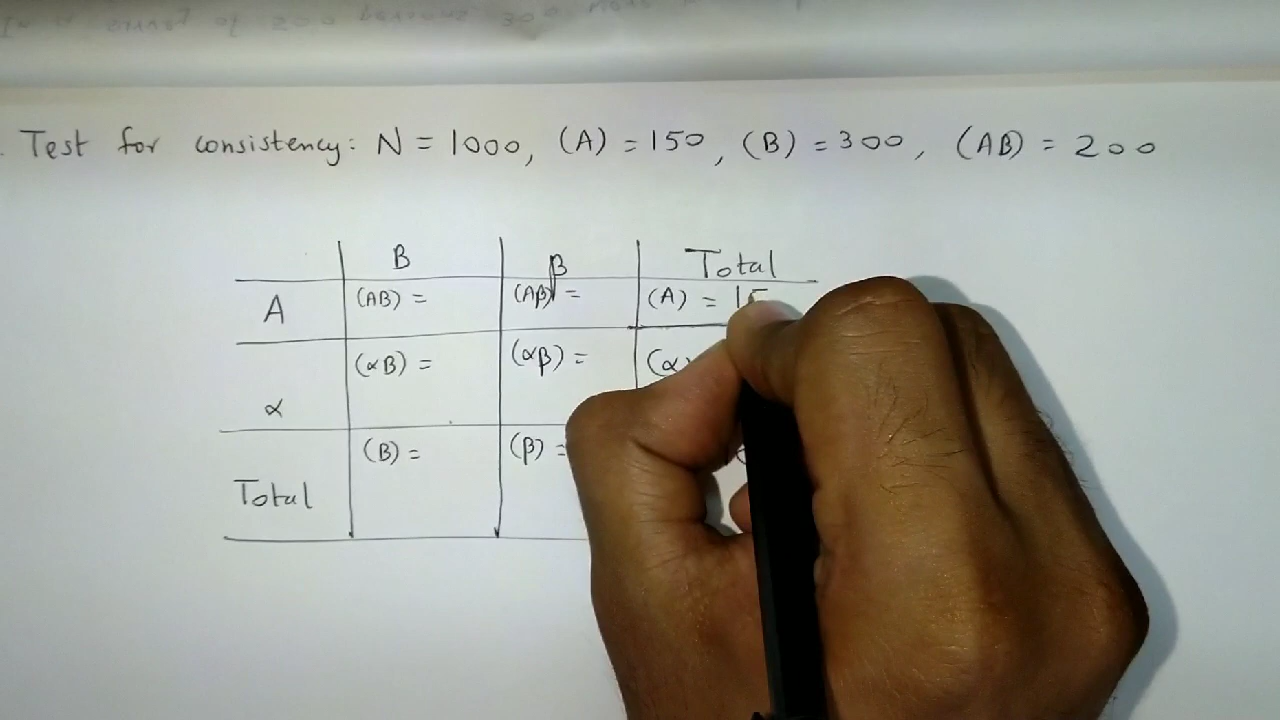 Test for consistency: N = 1000, (A) = 150, (B) = 300, (AB) = 200
B β Total
A (AB) = (Aβ) = (A) = 15
(αB) = (αβ) = (α)
α
(B) = (β) =
Total